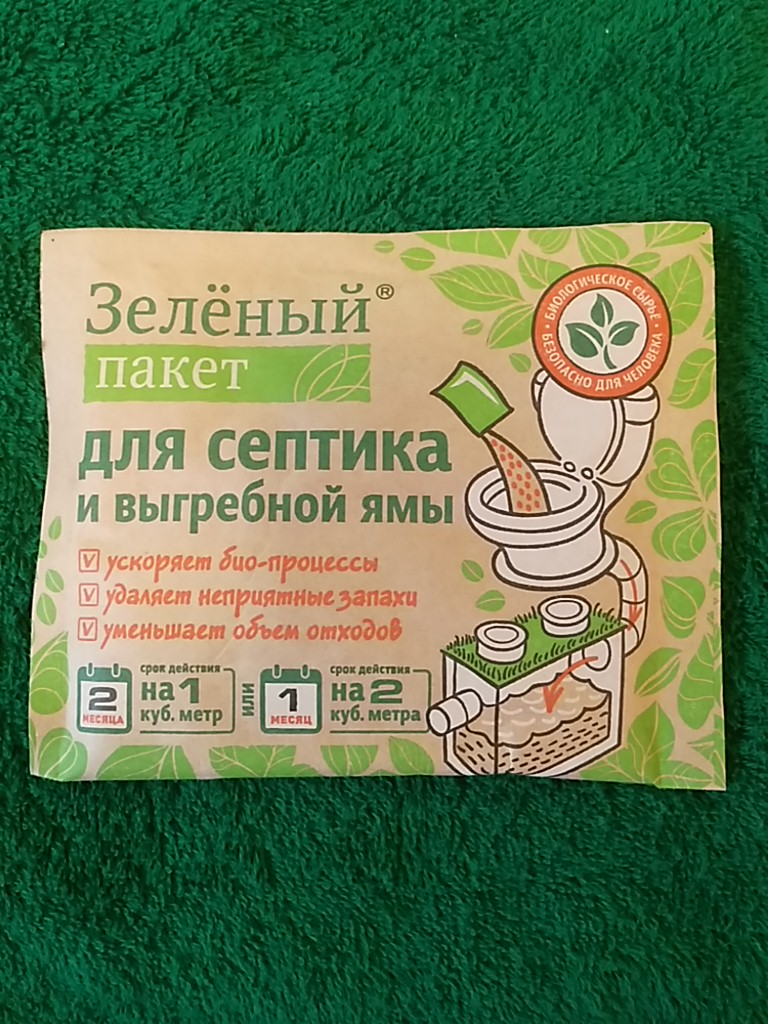 Зелёный®
пакет
БИОЛОГИЧЕСКОЕ СЫРЬЕ
БЕЗОПАСНО ДЛЯ ЧЕЛОВЕКА
для септика
и выгребной ямы
ускоряет био-процессы
удаляет неприятные запахи
уменьшает объем отходов
2
МЕСЯЦА
срок действия
на 1
куб. метр
или
1
МЕСЯЦ
срок действия
на 2
куб. метра